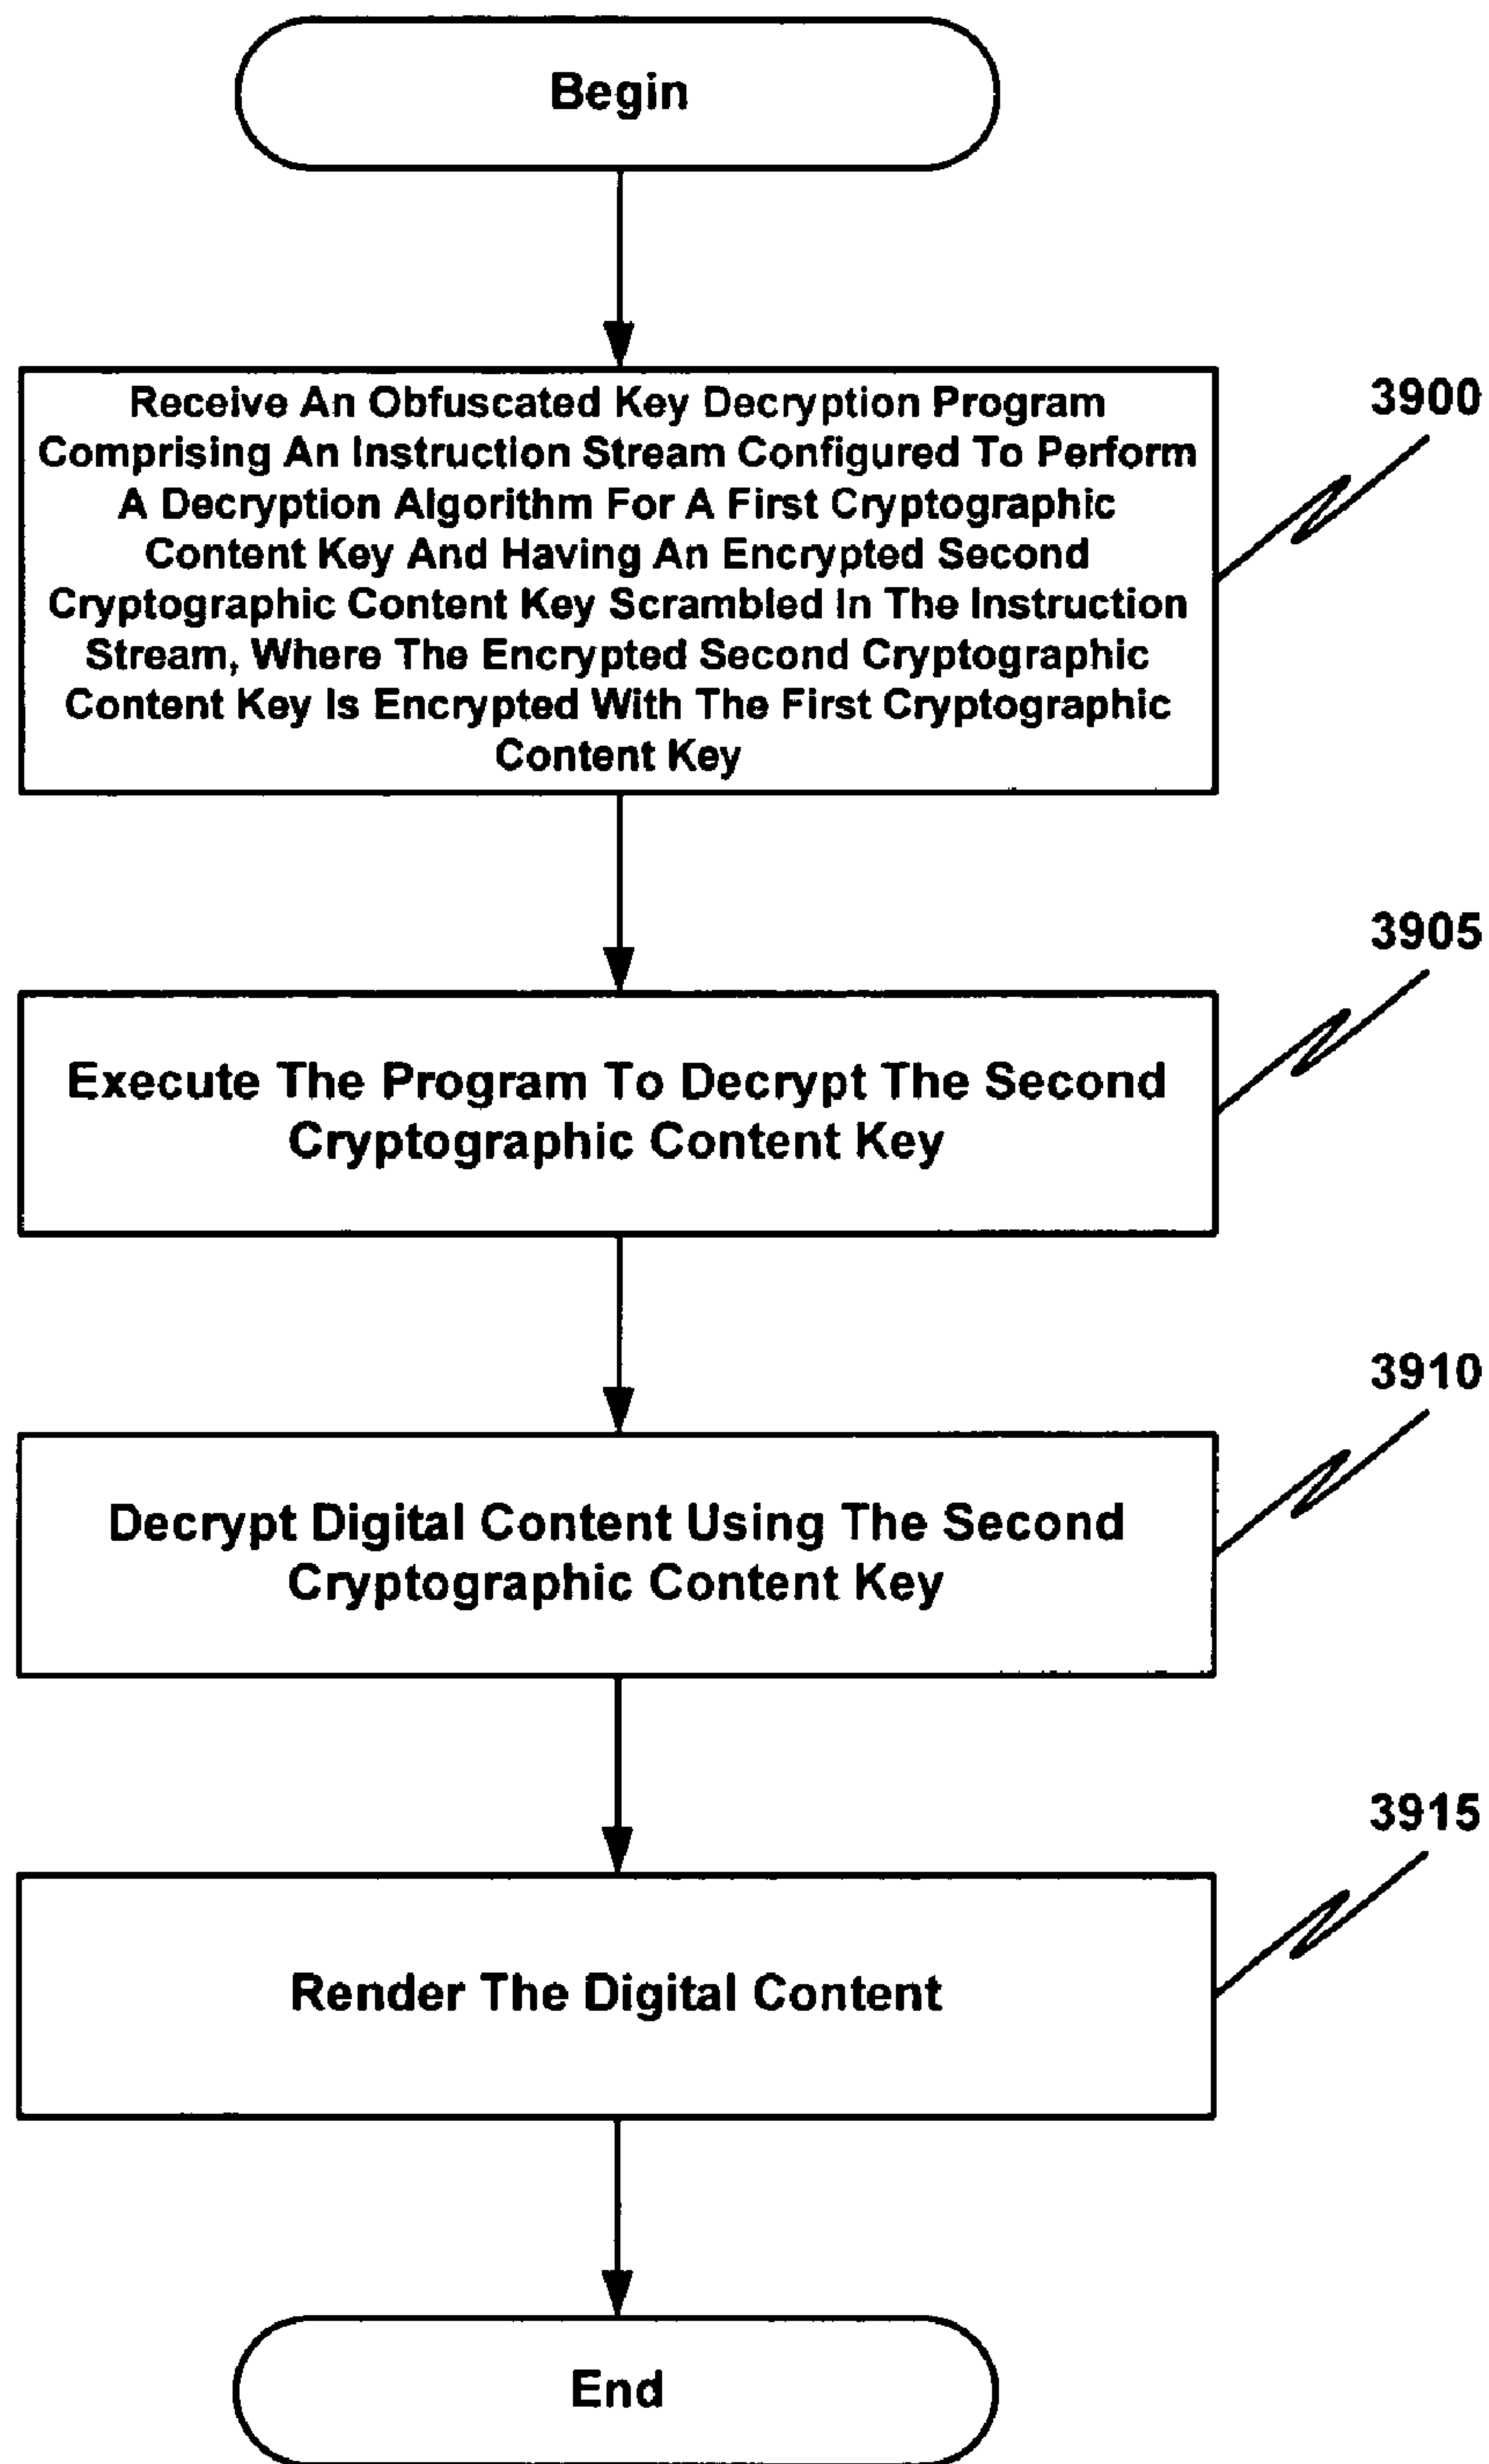 Begin
Receive An Obfuscated Key Decryption Program
Comprising An Instruction Stream Configured To Perform
A Decryption Algorithm For A First Cryptographic
Content Key And Having An Encrypted Second
Cryptographic Content Key Scrambled In The Instruction
Stream, Where The Encrypted Second Cryptographic
Content Key Is Encrypted With The First Cryptographic
Content Key
3900
Execute The Program To Decrypt The Second
Cryptographic Content Key
3905
Decrypt Digital Content Using The Second
Cryptographic Content Key
3910
Render The Digital Content
3915
End